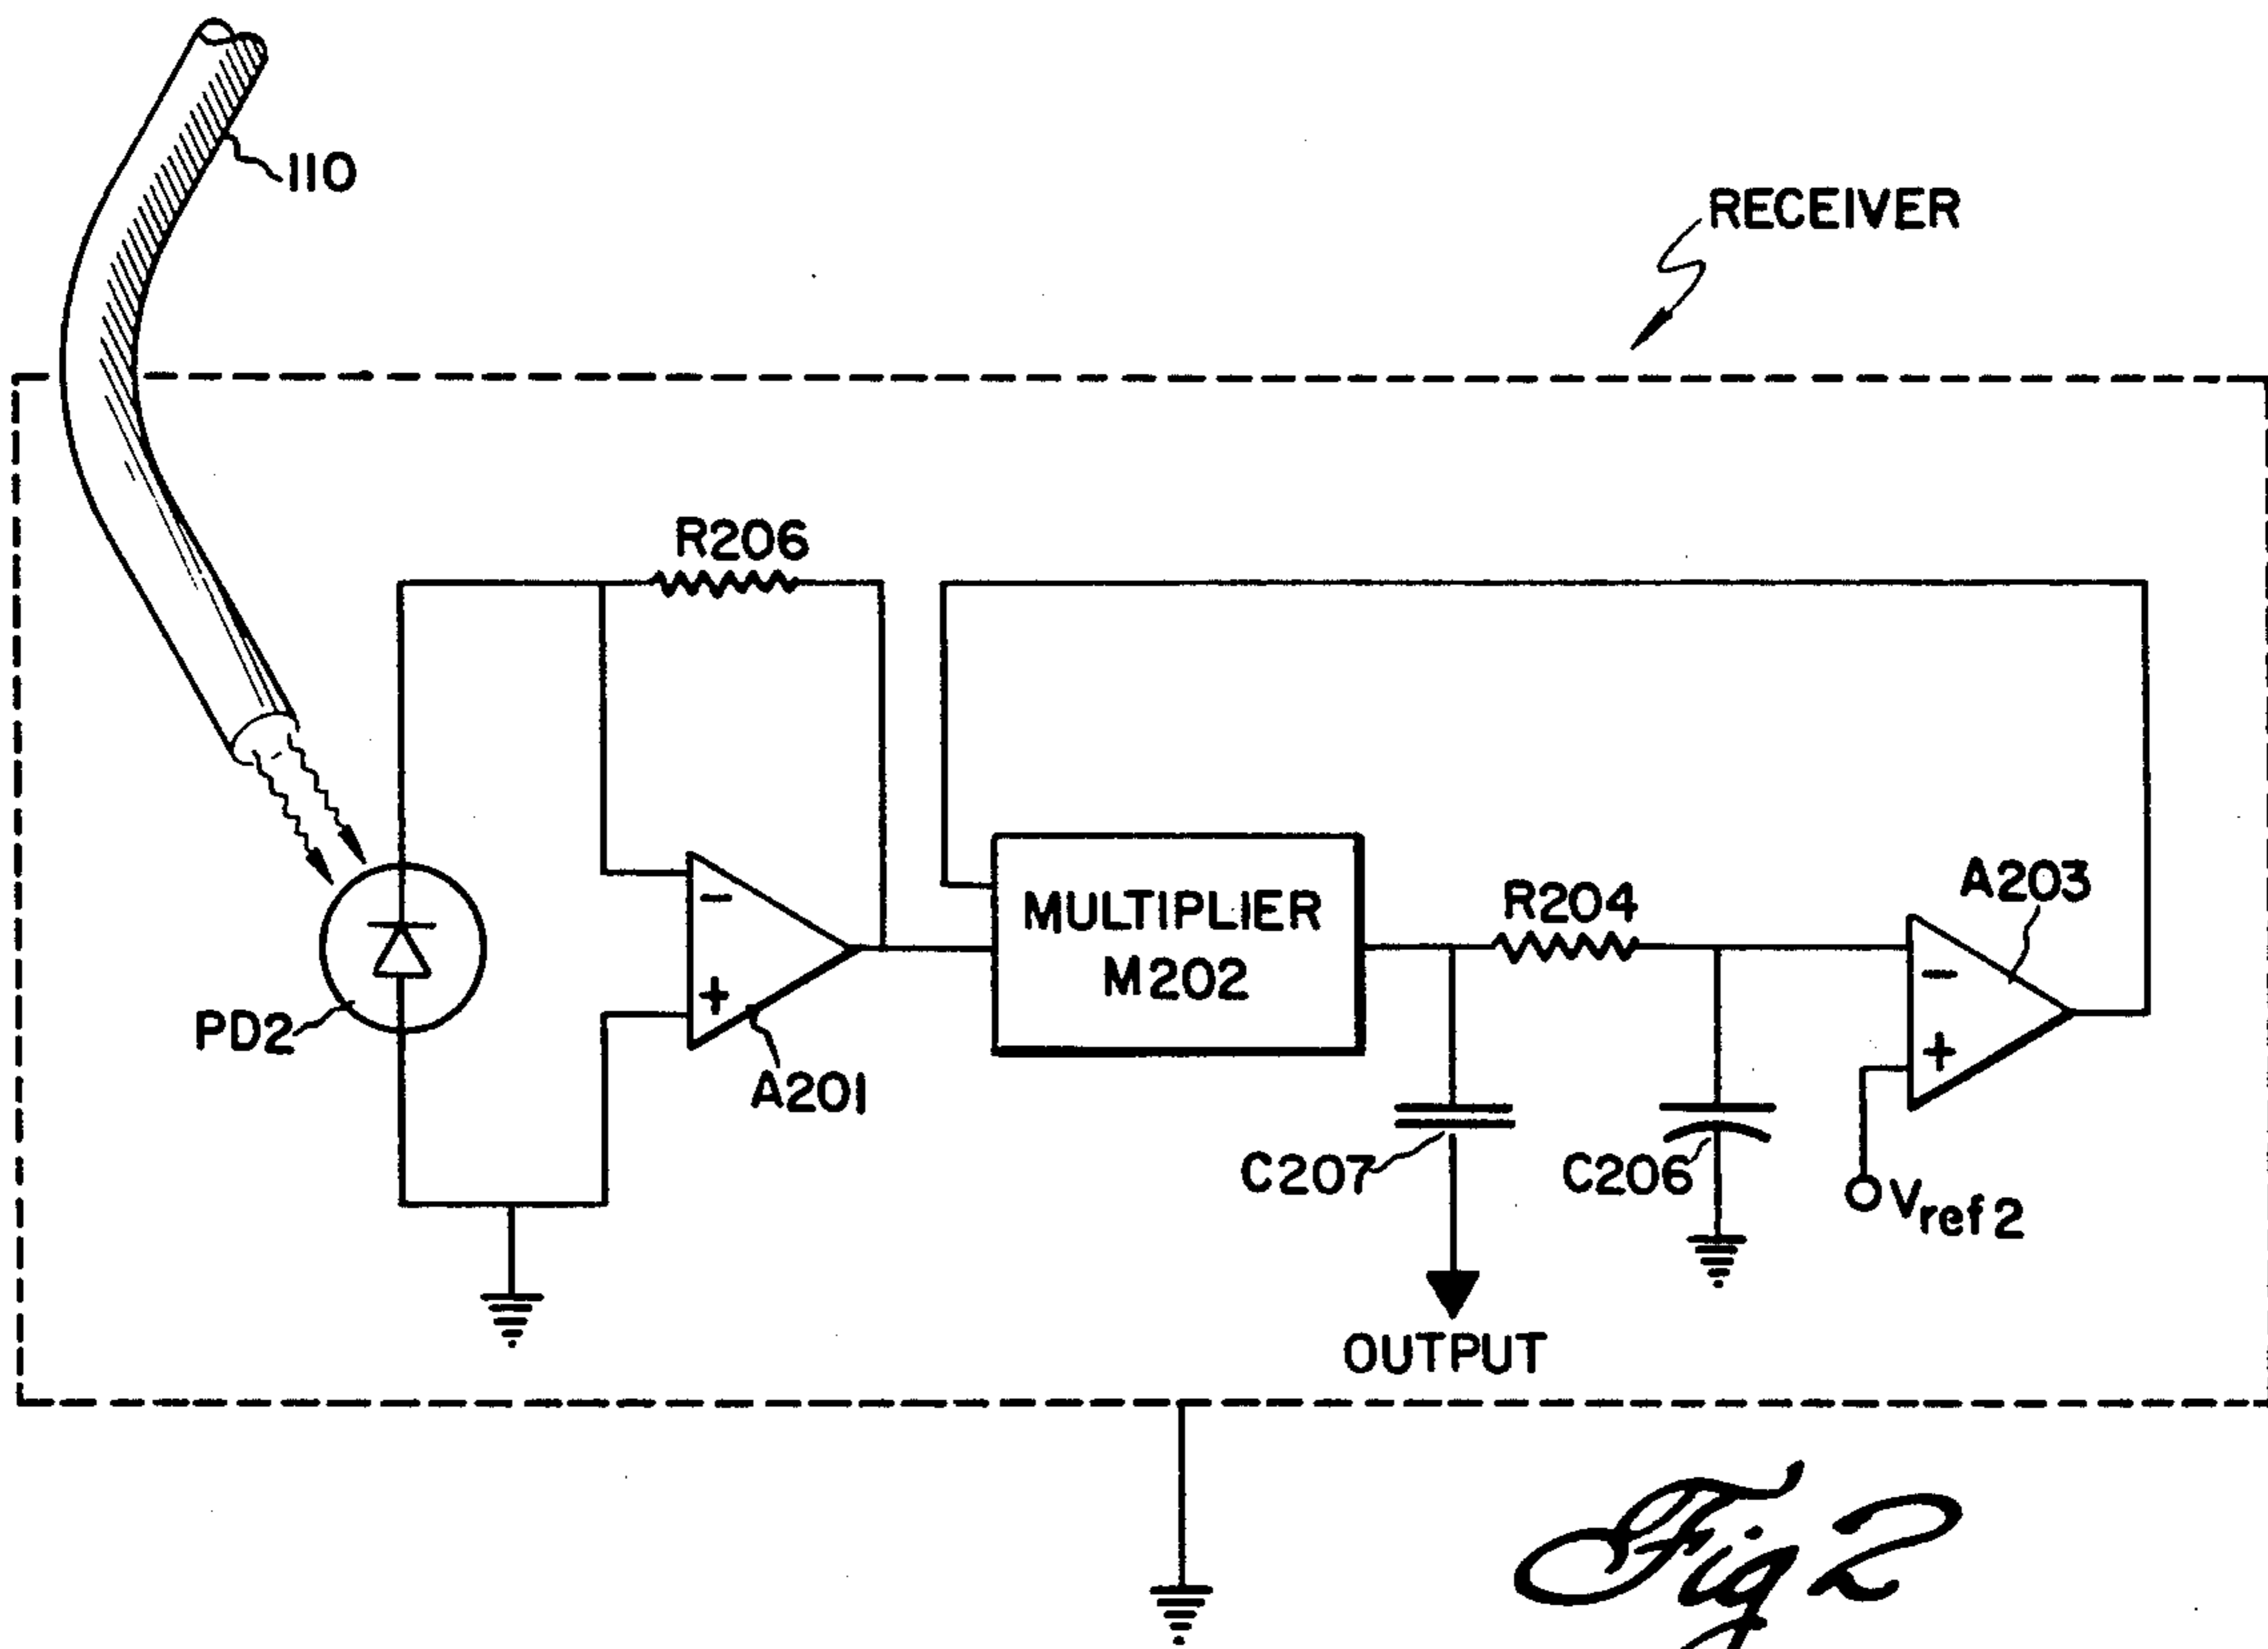 110
RECEIVER
R206
MULTIPLIER
M202
R204
A203
PD2
-
+
A201
-
+
C207
C206
Vref 2
OUTPUT
Fig 2